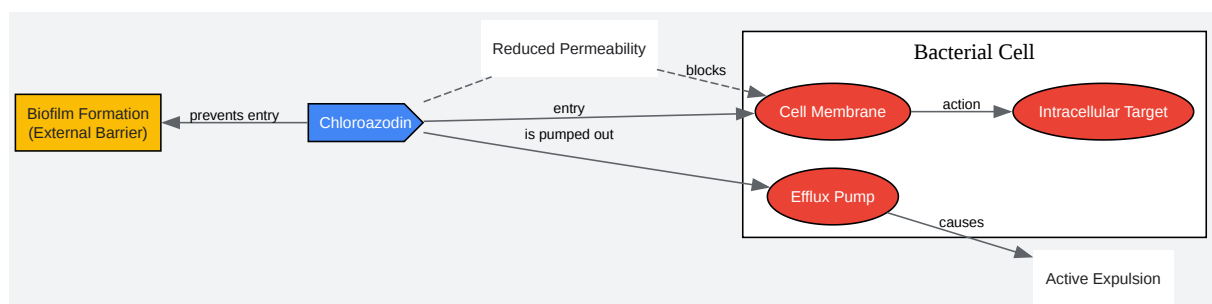 Reduced Permeability
Bacterial Cell
blocks
Biofilm Formation
(External Barrier)
prevents entry
Chloroazodin
entry
Cell Membrane
action
Intracellular Target
is pumped out
Efflux Pump
causes
Active Expulsion